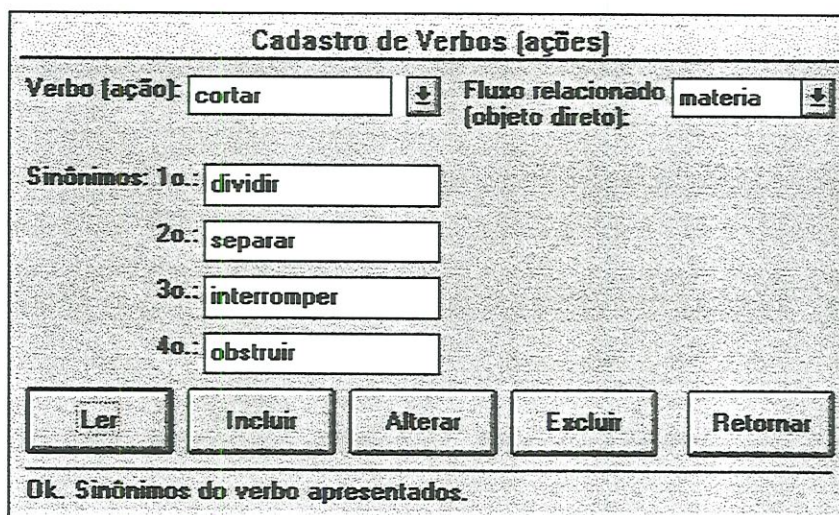 Cadastro de Verbos (ações)
Verbo (ação): cortar Fluxo relacionado (objeto direto): materia
Sinônimos: 1o.: dividir
2o.: separar
3o.: interromper
4o.: obstruir
Ler Incluir Alterar Excluir Retornar
Ok. Sinônimos do verbo apresentados.